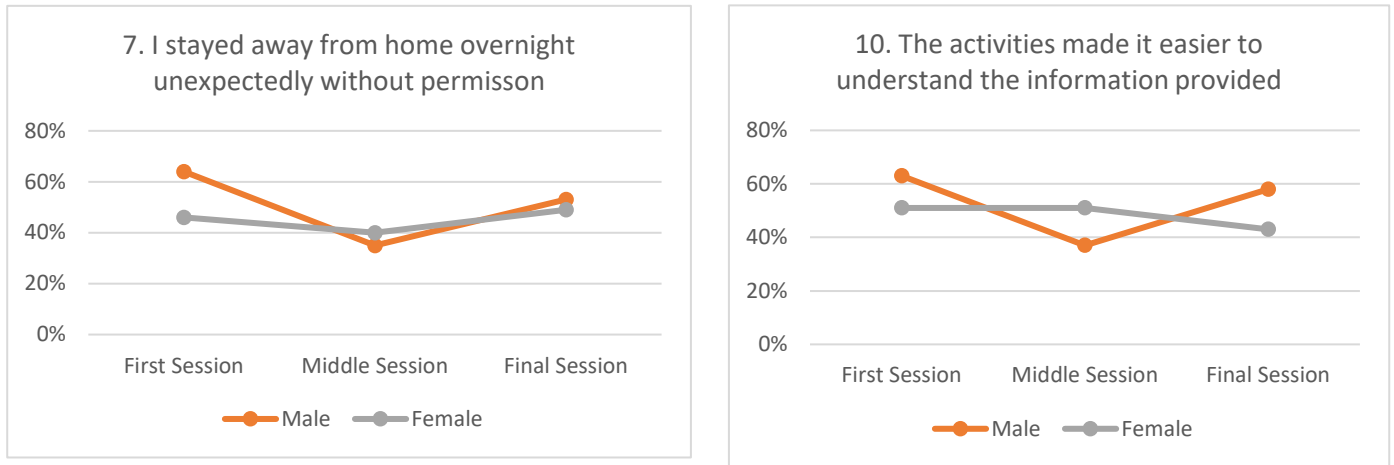 7. I stayed away from home overnight
unexpectedly without permisson
80%
60%
40%
20%
0%
First Session Middle Session Final Session
Male Female
10. The activities made it easier to
understand the information provided
80%
60%
40%
20%
0%
First Session Middle Session Final Session
Male Female